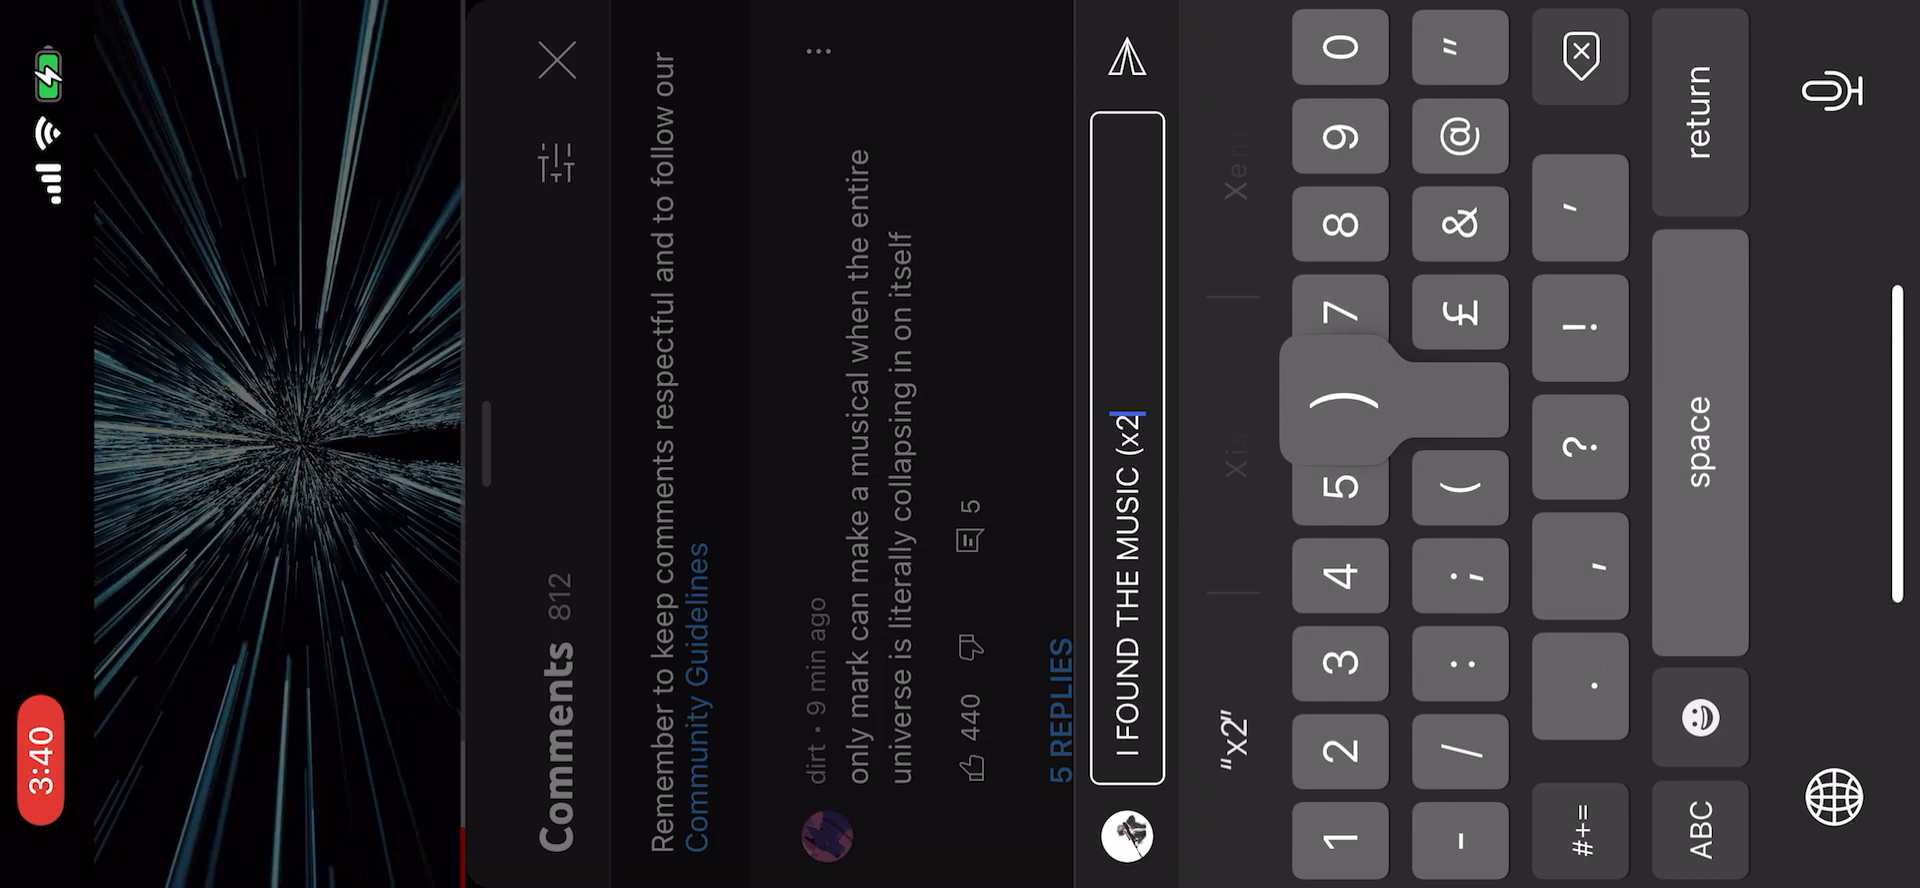 3:40
Comments 812
Remember to keep comments respectful and to follow our
Community Guidelines
dirt • 9 min ago
only mark can make a musical when the entire
universe is literally collapsing in on itself
440
5
5 REPLIES
I FOUND THE MUSIC (x2
"x2"
Xia
Xen
1 2 3 4 5 7 8 9 0
- / : ; ( ) £ & @ "
#+= . , ? ! '
ABC space return